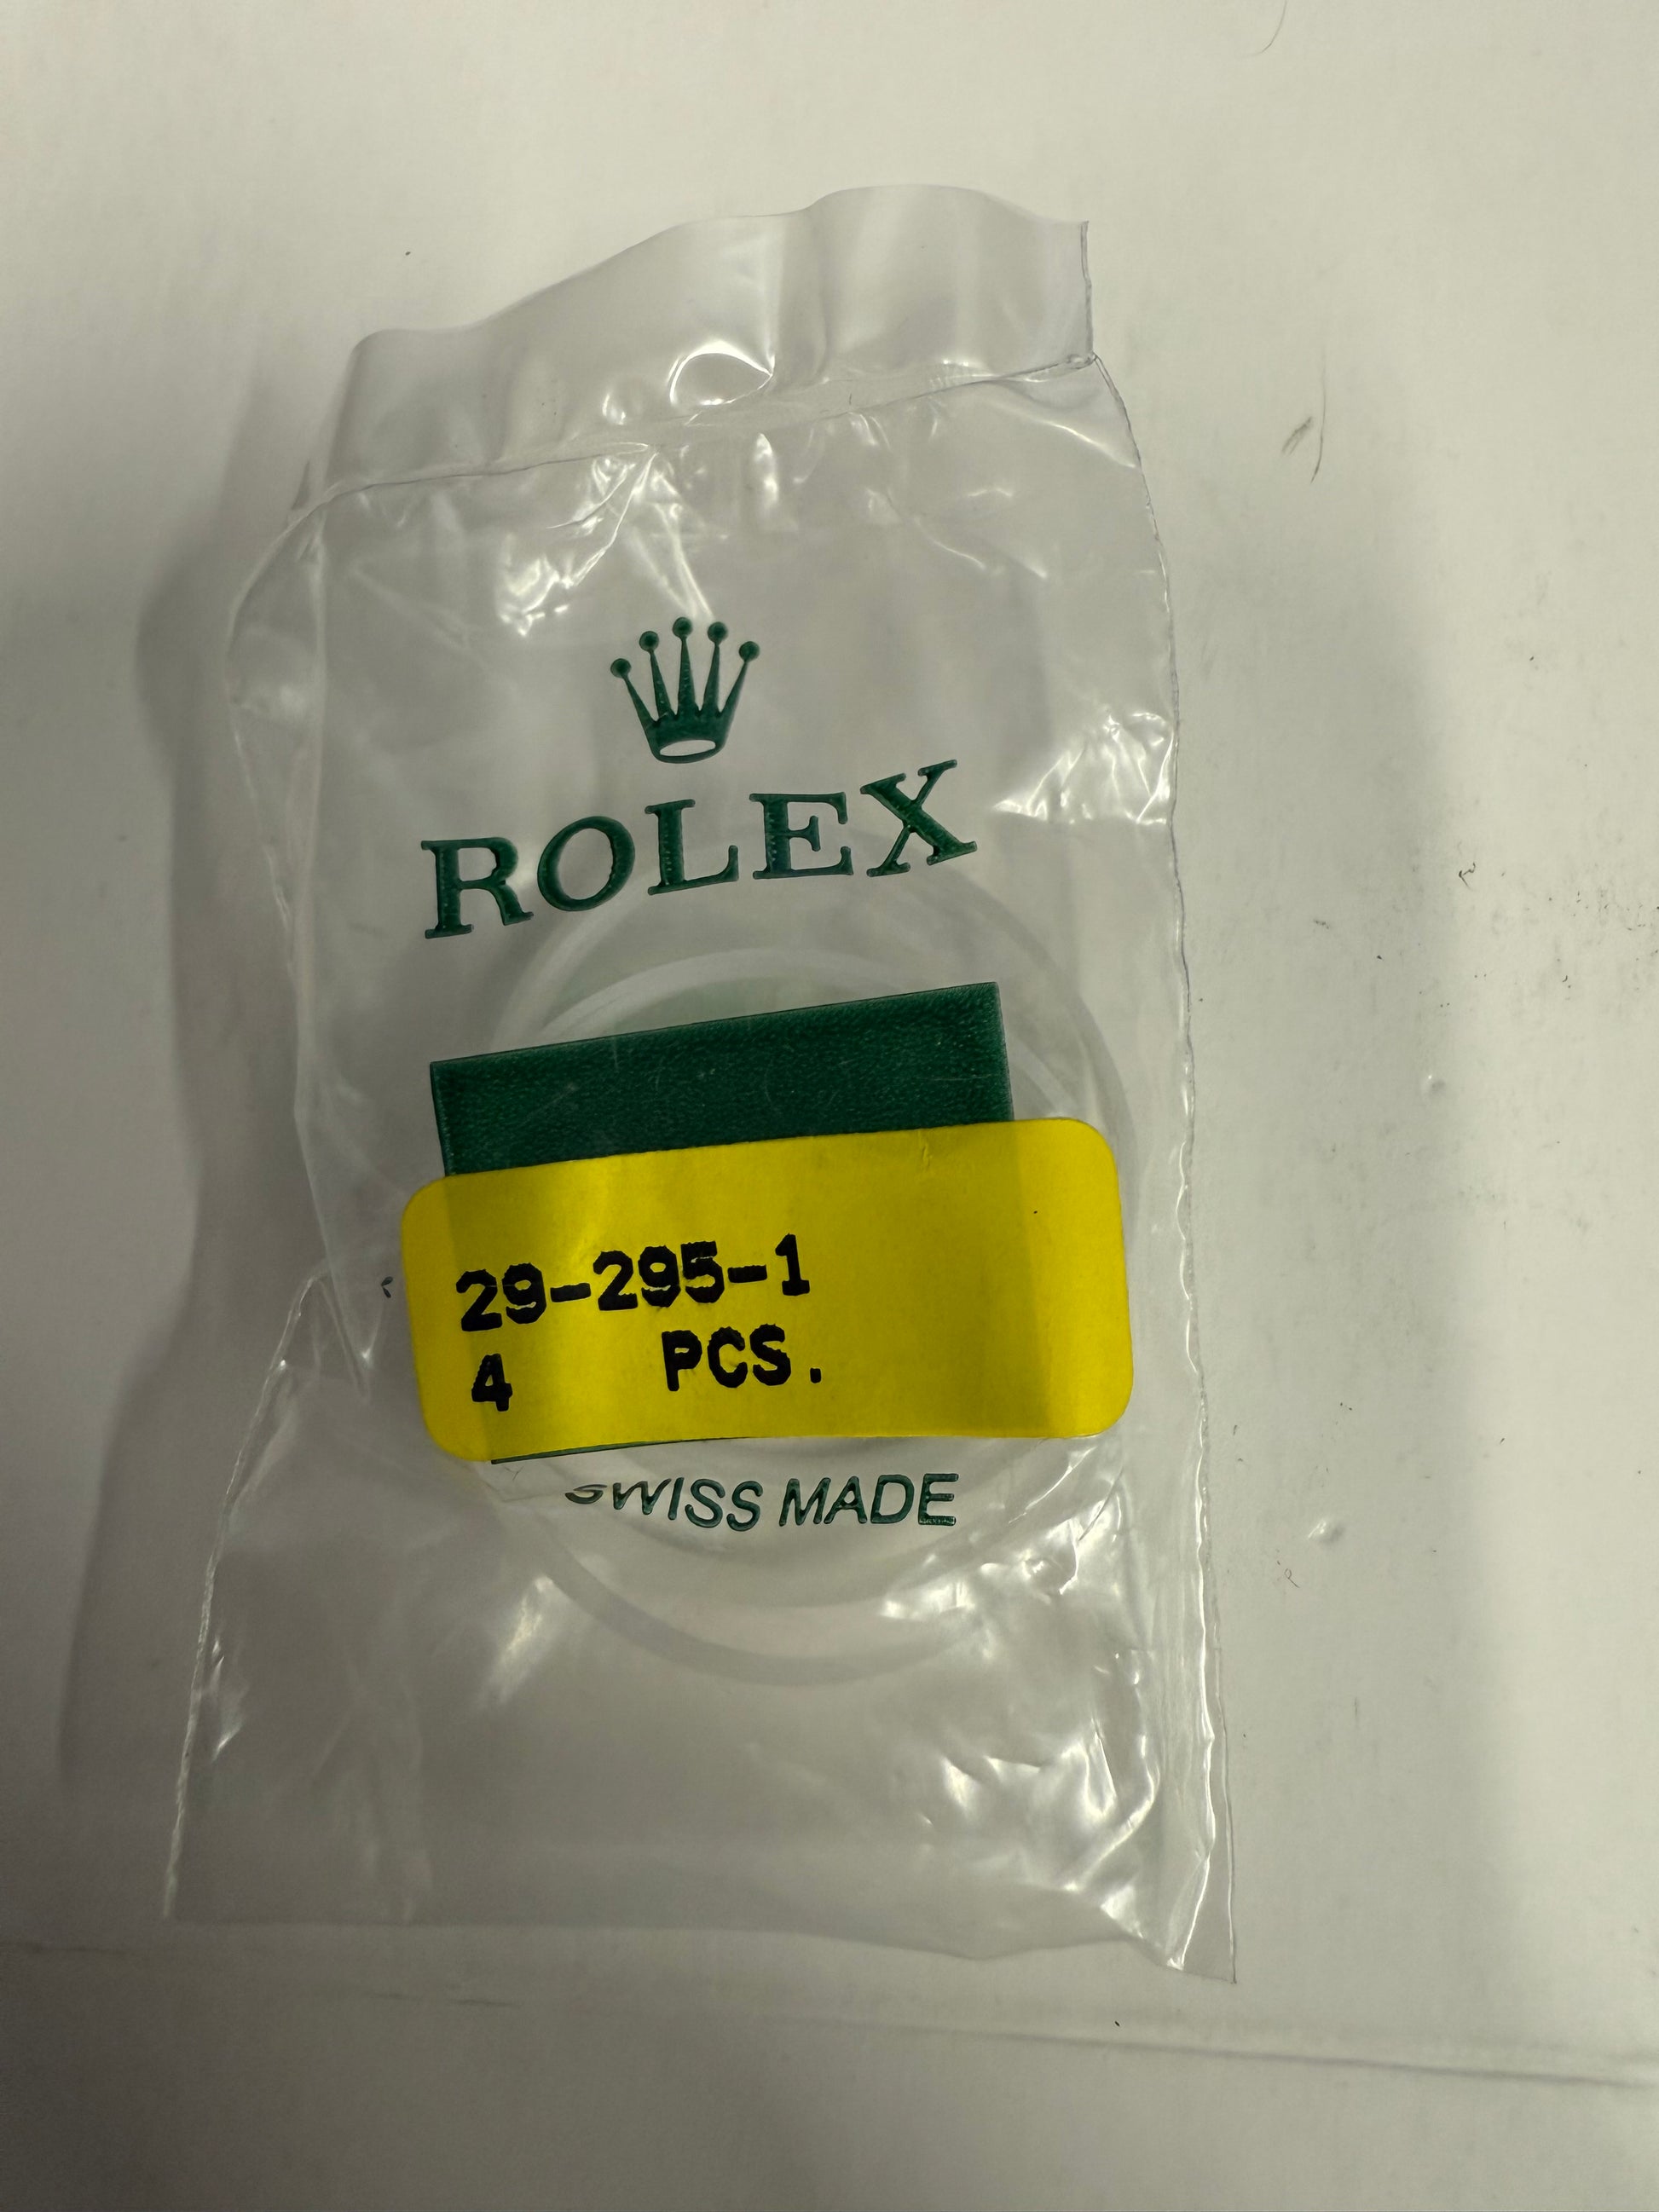 ROLEX
29-295-1
4 PCS.
SWISS MADE